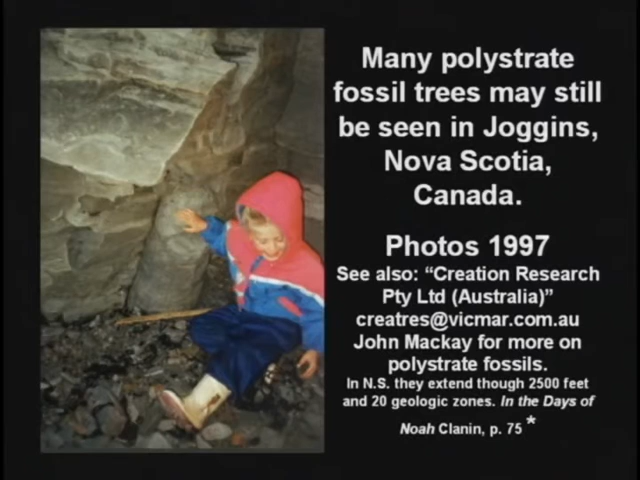 Many polystrate
fossil trees may still
be seen in Joggins,
Nova Scotia,
Canada.
Photos 1997
See also: “Creation Research
Pty Ltd (Australia)”
creatres@vicmar.com.au
John Mackay for more on
polystrate fossils.
In N.S. they extend though 2500 feet
and 20 geologic zones. In the Days of
Noah Clanin, p. 75 *